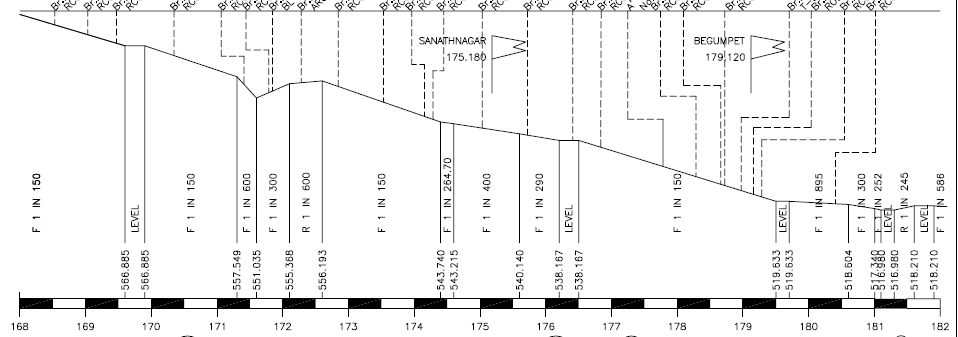 SANATHNAGAR
175.180
BEGUMPET
179.120
F 1 IN 150
LEVEL
F 1 IN 150
F 1 IN 600
F 1 IN 300
R 1 IN 600
F 1 IN 150
F 1 IN 264.70
F 1 IN 400
F 1 IN 290
LEVEL
F 1 IN 150
LEVEL
F 1 IN 895
F 1 IN 300
F 1 IN 252
LEVEL
R 1 IN 245
LEVEL
F 1 IN 586
566.885
566.885
557.549
551.035
555.368
556.193
543.740
543.215
540.140
538.167
538.167
519.633
519.633
518.604
517.340
516.980
516.980
518.210
518.210
168 169 170 171 172 173 174 175 176 177 178 179 180 181 182